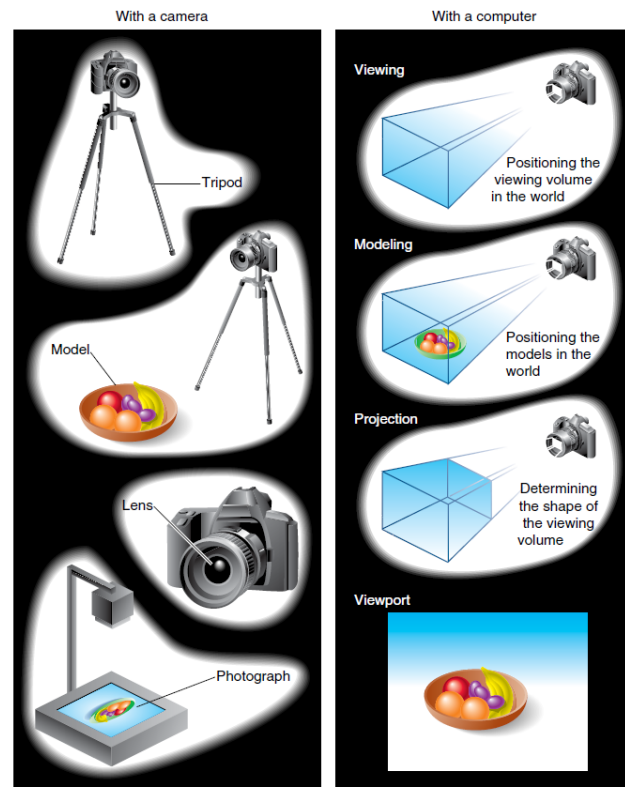 With a camera
Tripod
Model
Lens
Photograph
With a computer
Viewing
Positioning the
viewing volume
in the world
Modeling
Positioning the
models in the
world
Projection
Determining
the shape of
the viewing
volume
Viewport